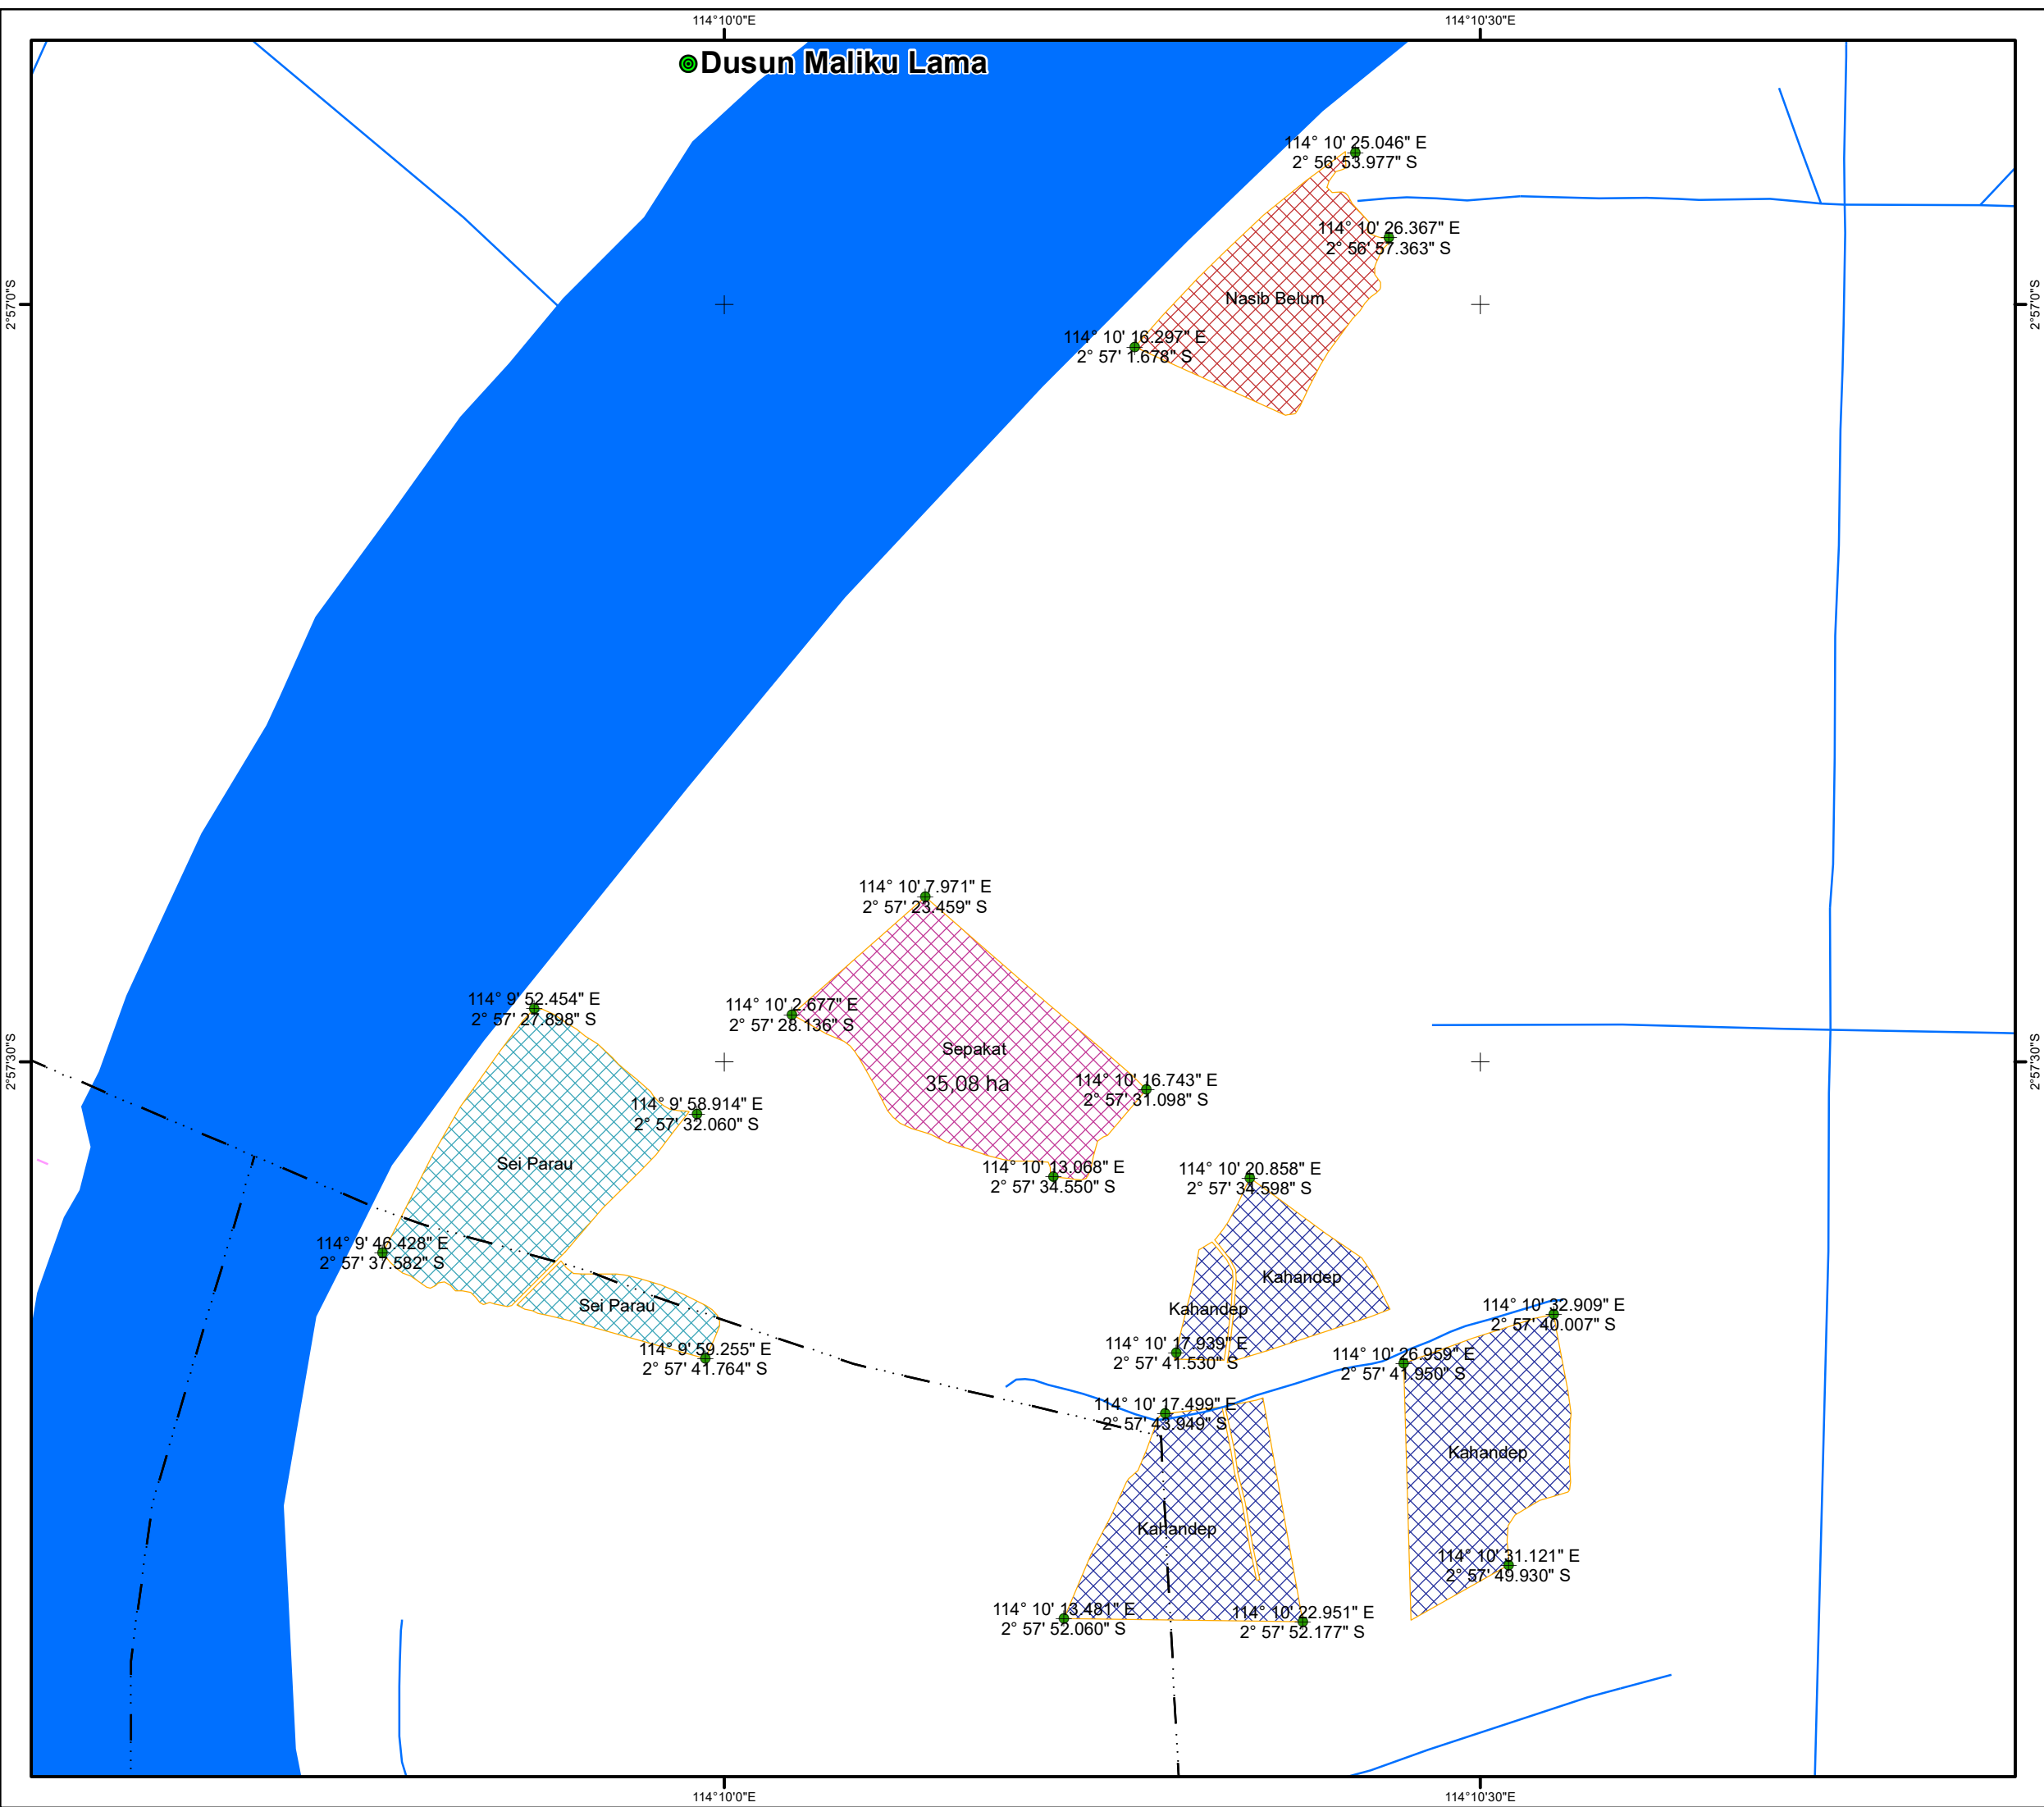 114°10'0"E
114°10'30"E
Dusun Maliku Lama
114° 10' 25.046" E
2° 56' 53.977" S
114° 10' 26.367" E
2° 56' 57.363" S
Nasib Belum
2°57'0"S
2°57'0"S
114° 10' 16.297" E
2° 57' 1.678" S
114° 10' 7.971" E
2° 57' 23.459" S
114° 9' 52.454" E
2° 57' 27.898" S
114° 10' 2.677" E
2° 57' 28.136" S
Sepakat
35,08 ha
2°57'30"S
2°57'30"S
114° 10' 16.743" E
2° 57' 31.098" S
114° 9' 58.914" E
2° 57' 32.060" S
Sei Parau
114° 10' 13.068" E
2° 57' 34.550" S
114° 10' 20.858" E
2° 57' 34.598" S
114° 9' 46.428" E
2° 57' 37.582" S
Kahandep
Sei Parau
Kahandep
114° 10' 32.909" E
2° 57' 40.007" S
114° 9' 59.255" E
2° 57' 41.764" S
114° 10' 17.939" E
2° 57' 41.530" S
114° 10' 26.959" E
2° 57' 41.950" S
114° 10' 17.499" E
2° 57' 43.949" S
Kahandep
Kahandep
114° 10' 31.121" E
2° 57' 49.930" S
114° 10' 13.481" E
2° 57' 52.060" S
114° 10' 22.951" E
2° 57' 52.177" S
114°10'0"E
114°10'30"E